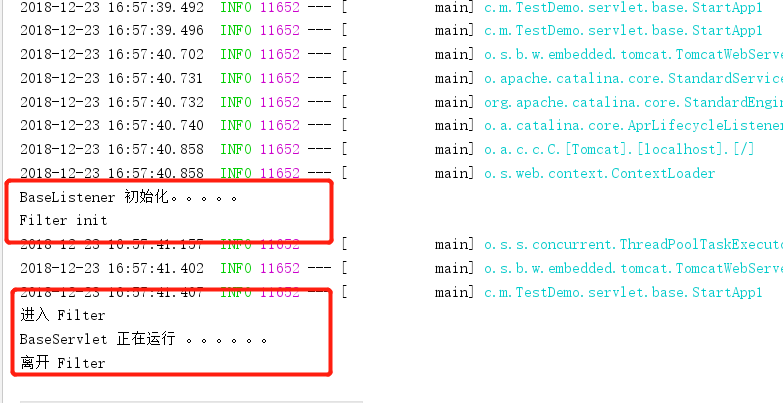 2018-12-23 16:57:39.492  INFO 11652 --- [           main] c.m.TestDemo.servlet.base.StartApp1
2018-12-23 16:57:39.496  INFO 11652 --- [           main] c.m.TestDemo.servlet.base.StartApp1
2018-12-23 16:57:40.702  INFO 11652 --- [           main] o.s.b.w.embedded.tomcat.TomcatWebServe
2018-12-23 16:57:40.731  INFO 11652 --- [           main] o.apache.catalina.core.StandardService
2018-12-23 16:57:40.732  INFO 11652 --- [           main] org.apache.catalina.core.StandardEngin
2018-12-23 16:57:40.740  INFO 11652 --- [           main] o.a.catalina.core.AprLifecycleListener
2018-12-23 16:57:40.858  INFO 11652 --- [           main] o.a.c.c.C.[Tomcat].[localhost].[/]
2018-12-23 16:57:40.858  INFO 11652 --- [           main] o.s.web.context.ContextLoader
BaseListener 初始化。。。。。
Filter init
2018-12-23 16:57:41.157  INFO 11652 --- [           main] o.s.s.concurrent.ThreadPoolTaskExecuto
2018-12-23 16:57:41.402  INFO 11652 --- [           main] o.s.b.w.embedded.tomcat.TomcatWebServe
2018-12-23 16:57:41.407  INFO 11652 --- [           main] c.m.TestDemo.servlet.base.StartApp1
进入 Filter
BaseServlet 正在运行 。。。。。。
离开 Filter